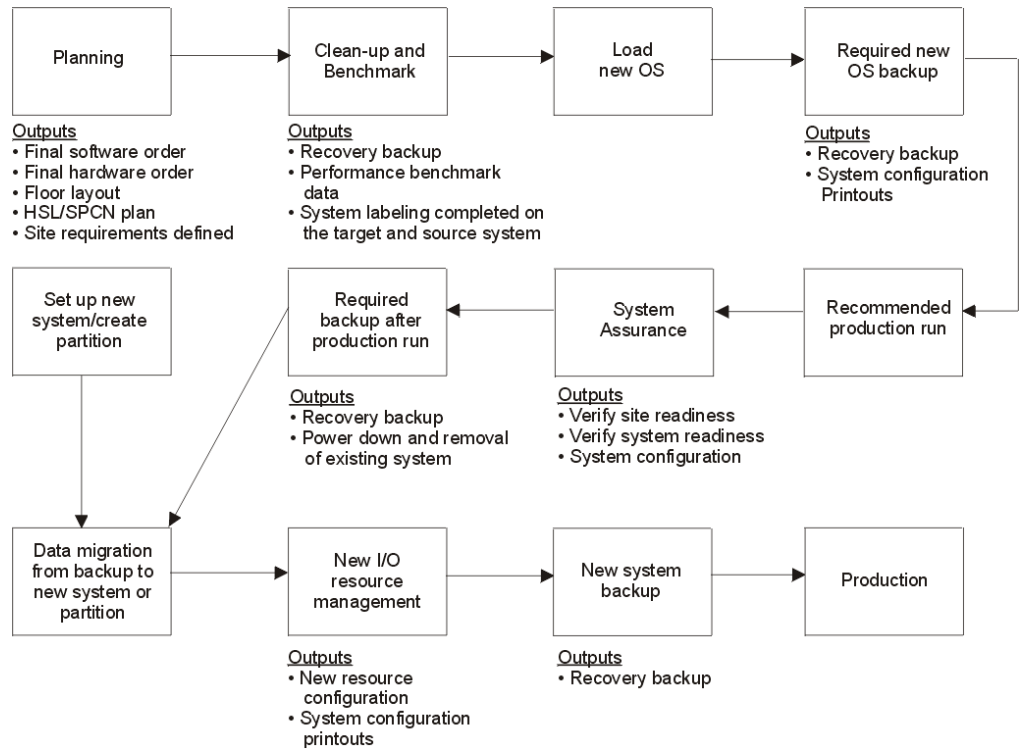 Planning
Clean-up and
Benchmark
Load
new OS
Required new
OS backup
Outputs
• Final software order
• Final hardware order
• Floor layout
• HSL/SPCN plan
• Site requirements defined
Outputs
• Recovery backup
• Performance benchmark
data
• System labeling completed on
the target and source system
Outputs
• Recovery backup
• System configuration
Printouts
Set up new
system/create
partition
Required
backup after
production run
System
Assurance
Recommended
production run
Outputs
• Recovery backup
• Power down and removal
of existing system
Outputs
• Verify site readiness
• Verify system readiness
• System configuration
Data migration
from backup to
new system or
partition
New I/O
resource
management
New system
backup
Production
Outputs
• New resource
configuration
• System configuration
printouts
Outputs
• Recovery backup